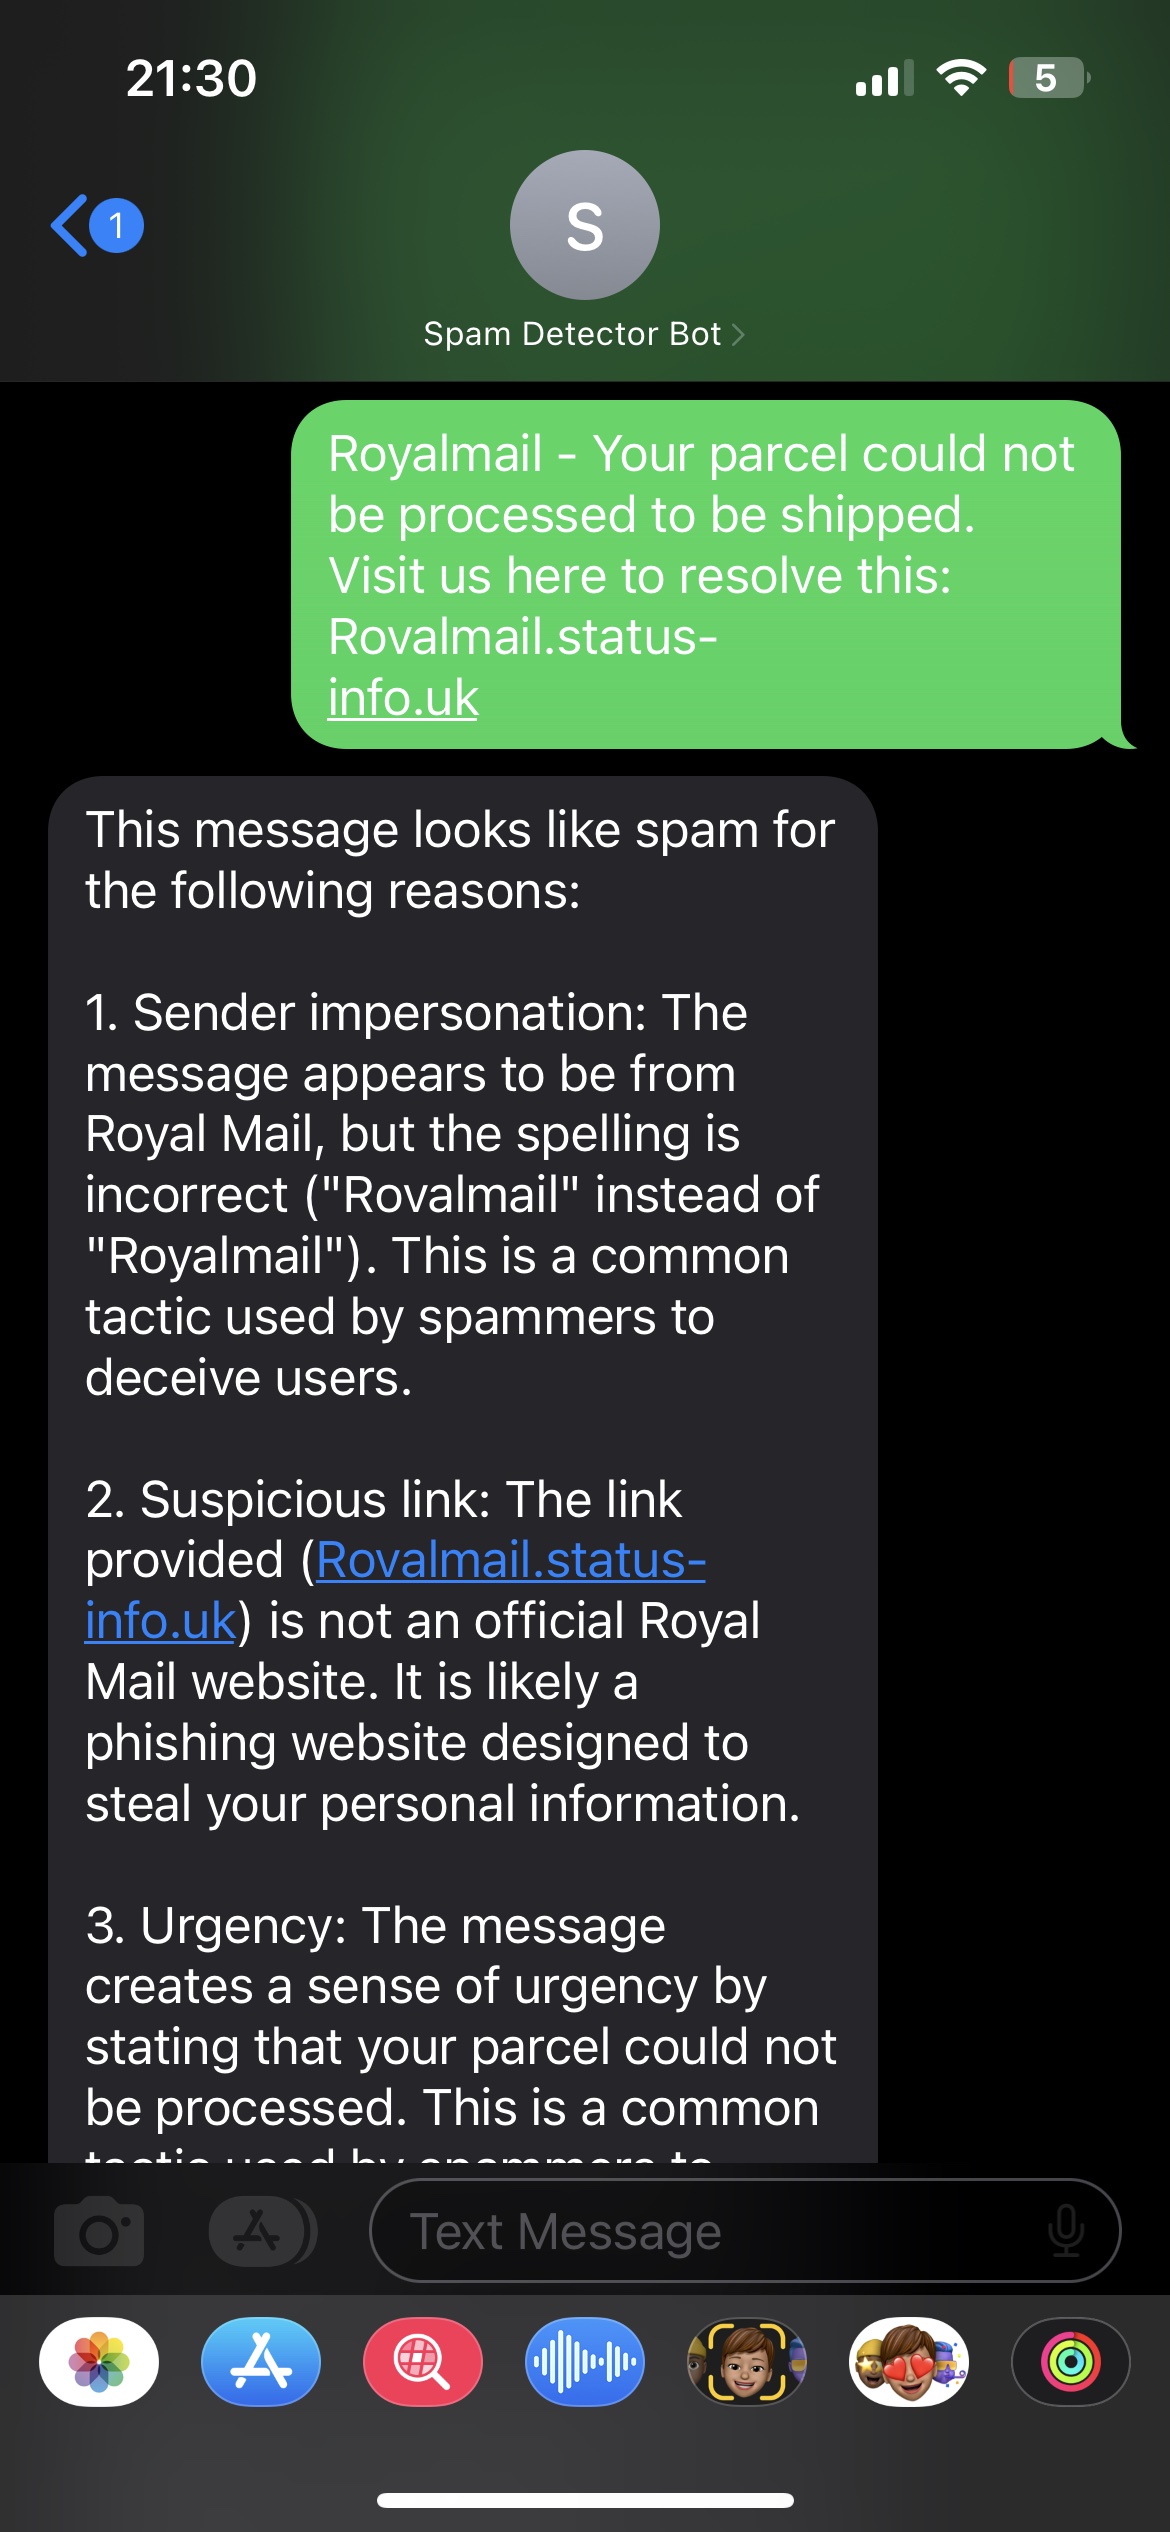 21:30
5
1
S
Spam Detector Bot
Royalmail - Your parcel could not
be processed to be shipped.
Visit us here to resolve this:
Rovalmail.status-
info.uk
This message looks like spam for
the following reasons:
1. Sender impersonation: The
message appears to be from
Royal Mail, but the spelling is
incorrect ("Rovalmail" instead of
"Royalmail"). This is a common
tactic used by spammers to
deceive users.
2. Suspicious link: The link
provided (Rovalmail.status-
info.uk) is not an official Royal
Mail website. It is likely a
phishing website designed to
steal your personal information.
3. Urgency: The message
creates a sense of urgency by
stating that your parcel could not
be processed. This is a common
tactic used by spammers to
Text Message